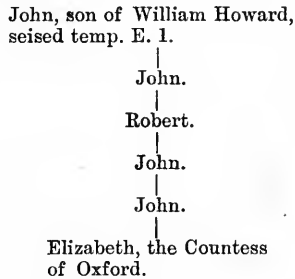 John, son of William Howard,
seised temp. E. 1.
John.
Robert.
John.
John.
Elizabeth, the Countess
of Oxford.